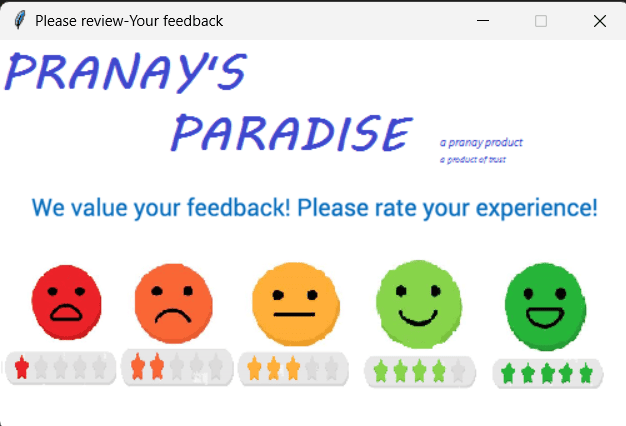 Please review-Your feedback
PRANAY'S
PARADISE
a pranay product
a product of trust
We value your feedback! Please rate your experience!